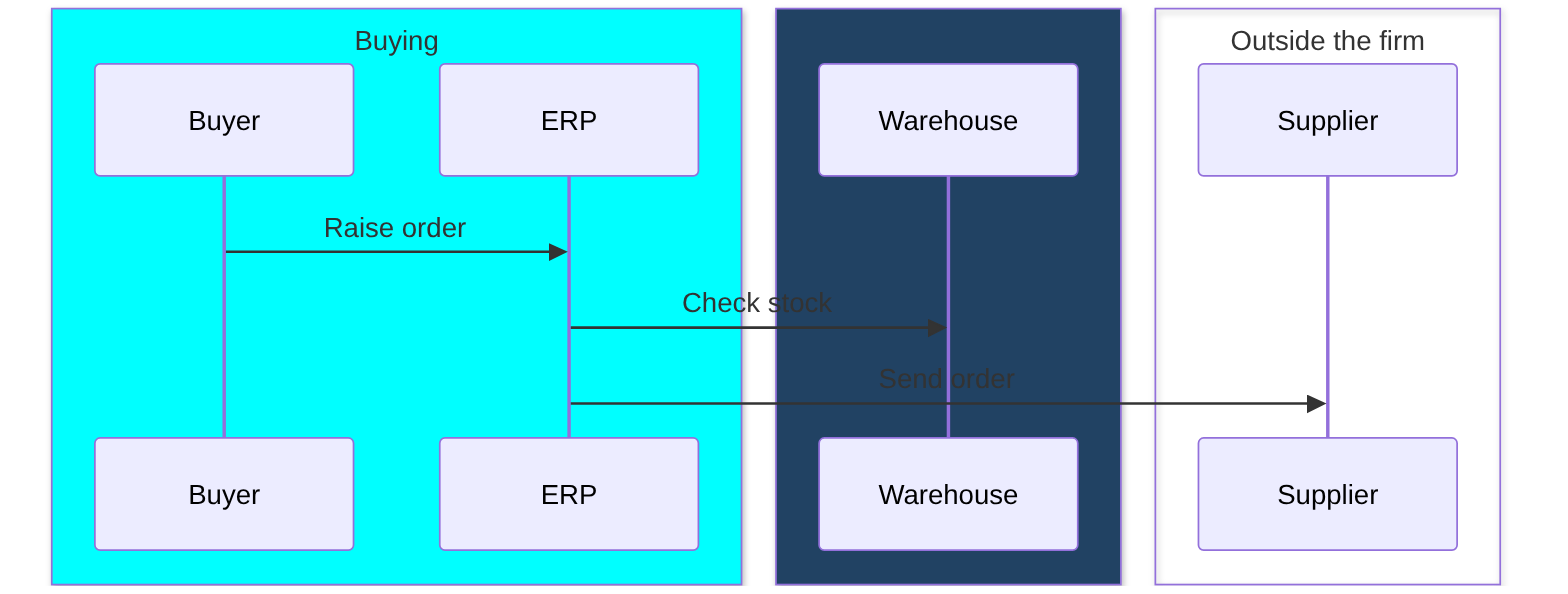 Buying
Outside the firm
Buyer
ERP
Warehouse
Supplier
Raise order
Check stock
Send order
Buyer
ERP
Warehouse
Supplier